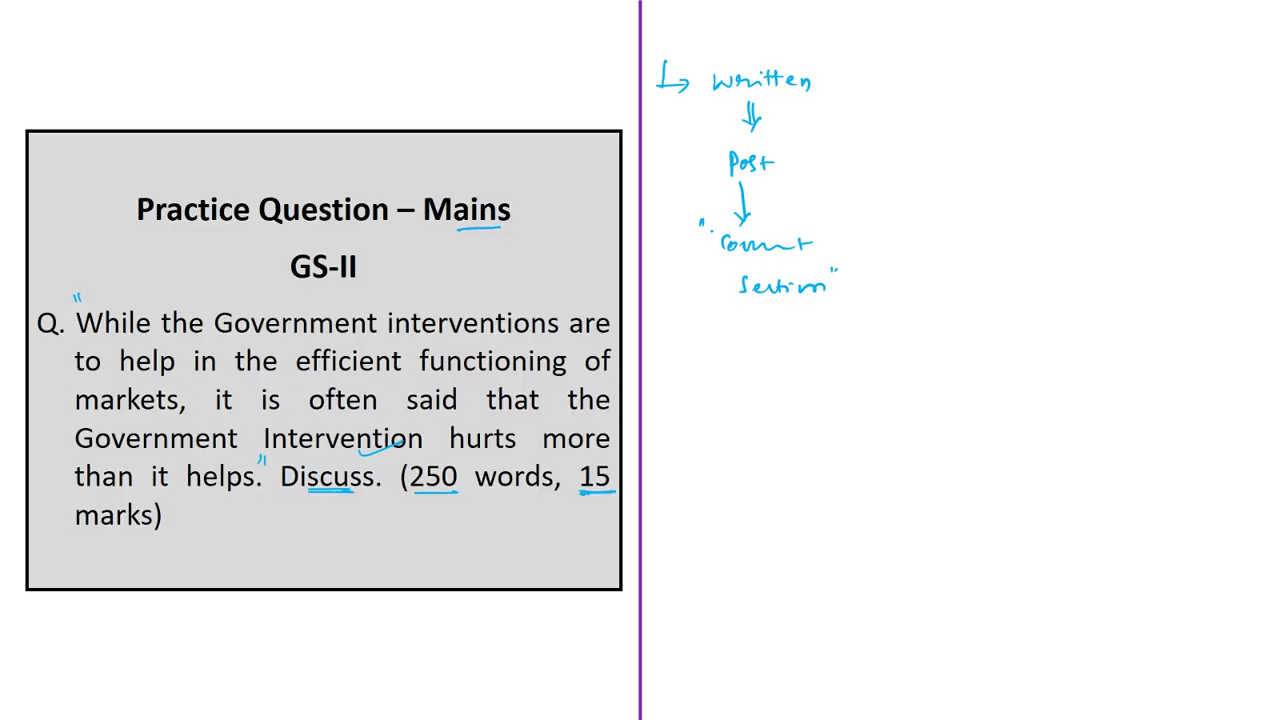 Practice Question – Mains
GS-II
Q. "While the Government interventions are
to help in the efficient functioning of
markets, it is often said that the
Government Intervention hurts more
than it helps." Discuss. (250 words, 15
marks)
↳ written
⇓
Post
↓
"Comment
Section"